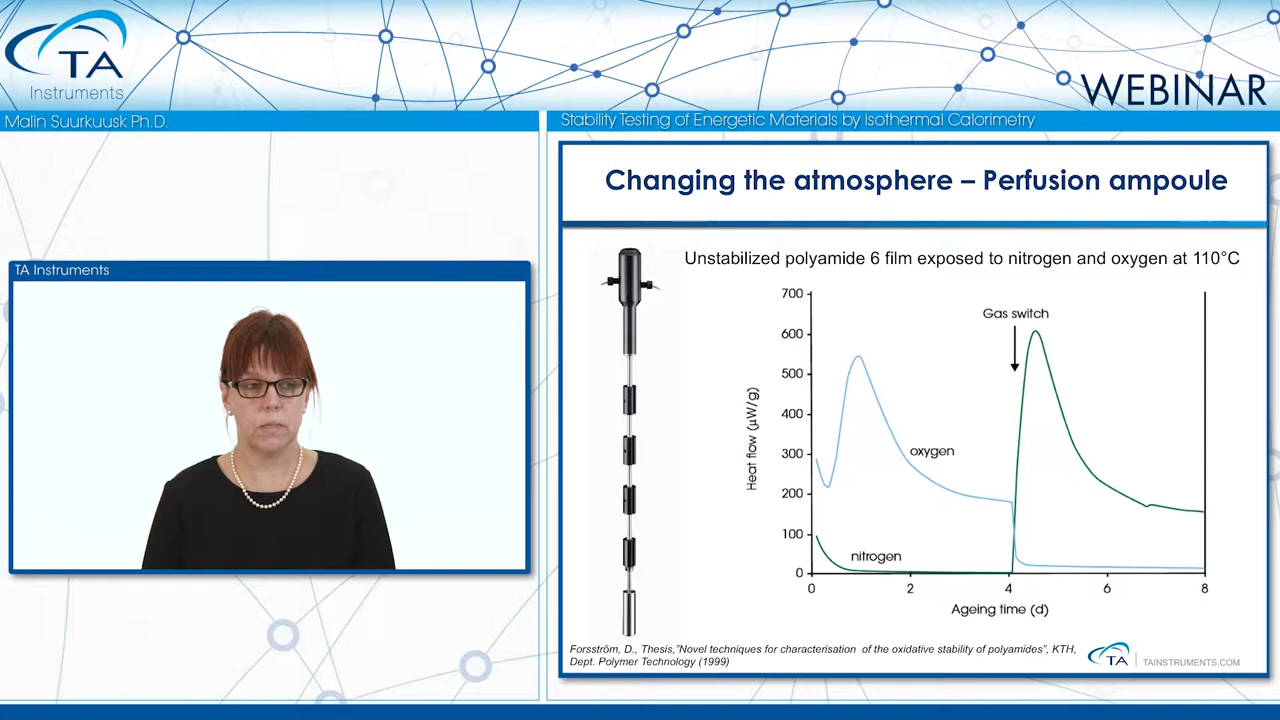 TA
Instruments
WEBINAR
Malin Suurkuusk Ph.D.
Stability Testing of Energetic Materials by Isothermal Calorimetry
TA Instruments
Changing the atmosphere – Perfusion ampoule
Unstabilized polyamide 6 film exposed to nitrogen and oxygen at 110°C
700
600
500
400
300
200
100
0
Heat flow (µW/g)
Gas switch
oxygen
nitrogen
0 2 4 6 8
Ageing time (d)
Forsström, D., Thesis,"Novel techniques for characterisation of the oxidative stability of polyamides", KTH,
Dept. Polymer Technology (1999)
TA
TAINSTRUMENTS.COM